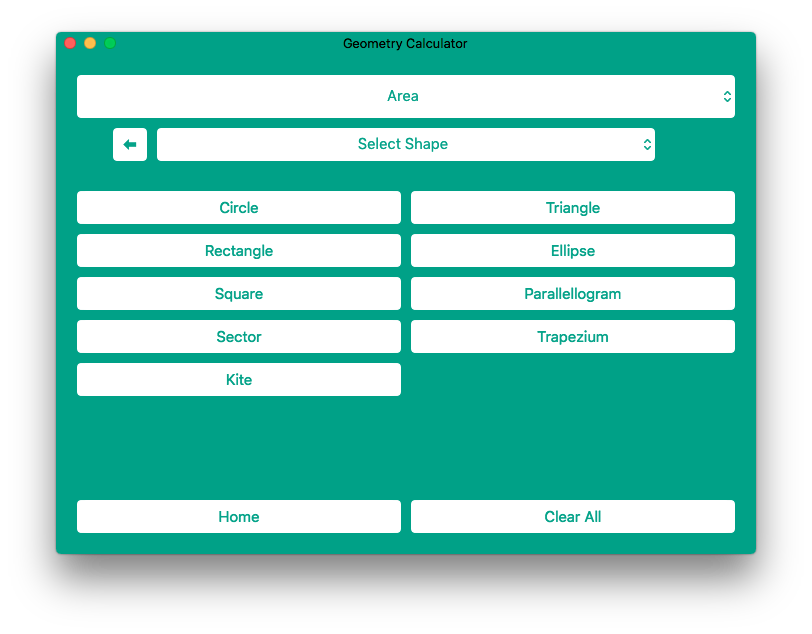 Geometry Calculator
Area
Select Shape
Circle
Triangle
Rectangle
Ellipse
Square
Parallellogram
Sector
Trapezium
Kite
Home
Clear All